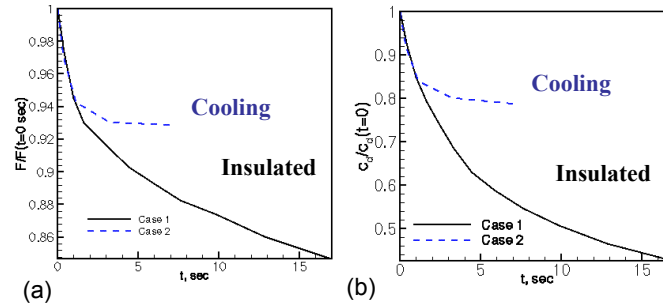 1
0.98
0.96
0.94
0.92
0.9
0.88
0.86
F/F(t=0 sec)
Cooling
Insulated
Case 1
Case 2
0
5
10
15
t, sec
(a)
1
0.9
0.8
0.7
0.6
0.5
c_d/c_d(t=0)
Cooling
Insulated
Case 1
Case 2
0
5
10
15
t, sec
(b)